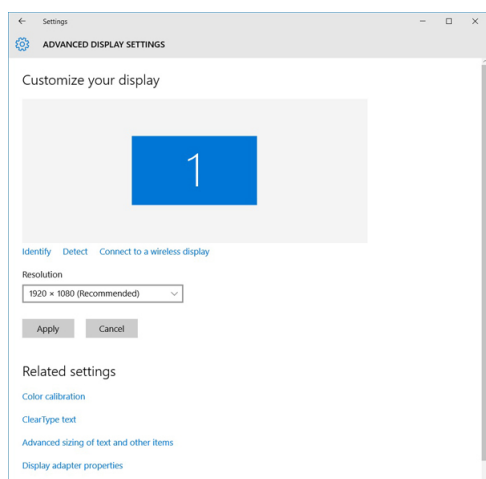 Settings
ADVANCED DISPLAY SETTINGS
Customize your display
1
Identify Detect Connect to a wireless display
Resolution
1920 × 1080 (Recommended)
Apply Cancel
Related settings
Color calibration
ClearType text
Advanced sizing of text and other items
Display adapter properties